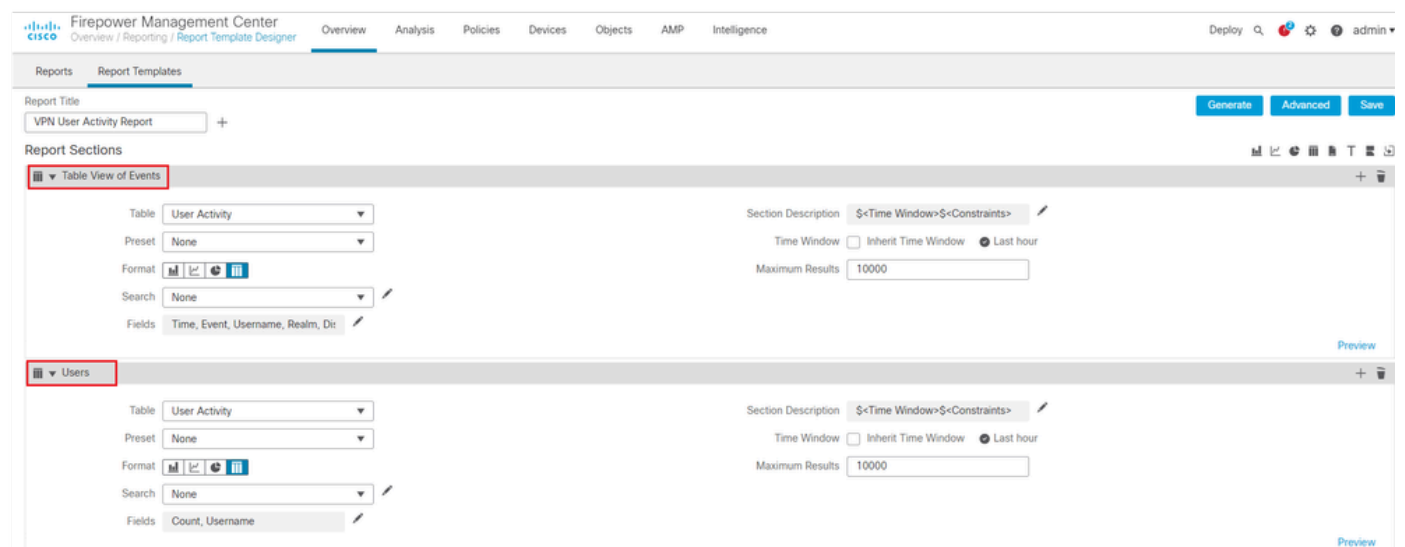 cisco Firepower Management Center
Overview / Reporting / Report Template Designer
Overview Analysis Policies Devices Objects AMP Intelligence
Deploy 2 admin
Reports Report Templates
Report Title
VPN User Activity Report
Generate Advanced Save
Report Sections
Table View of Events
Table User Activity
Section Description $<Time Window>$<Constraints>
Preset None
Time Window Inherit Time Window Last hour
Format
Maximum Results 10000
Search None
Fields Time, Event, Username, Realm, Dis
Preview
Users
Table User Activity
Section Description $<Time Window>$<Constraints>
Preset None
Time Window Inherit Time Window Last hour
Format
Maximum Results 10000
Search None
Fields Count, Username
Preview